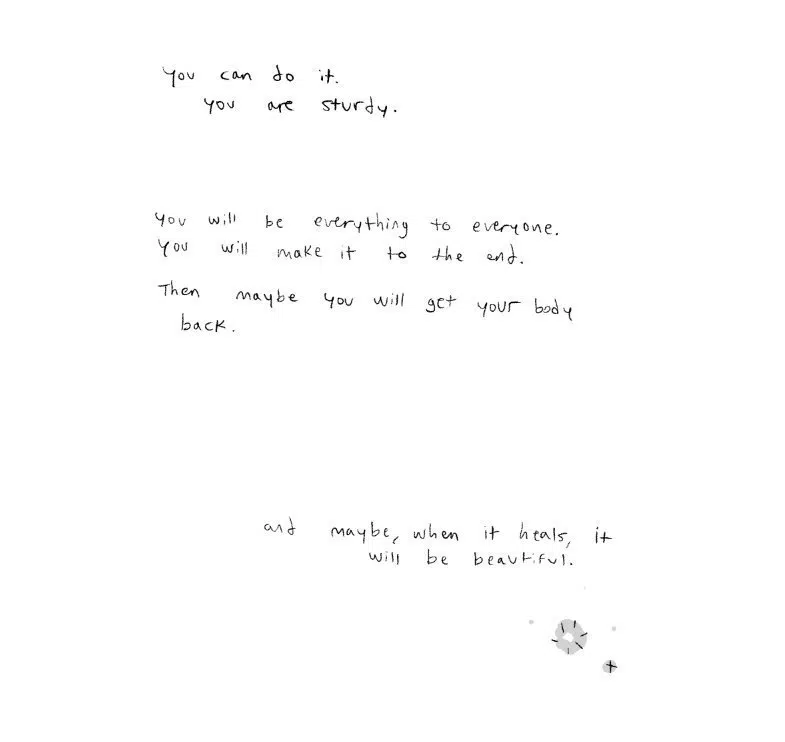 you can do it.
you are sturdy.
you will be everything to everyone.
you will make it to the end.
Then maybe you will get your body
back.
and maybe, when it heals, it
will be beautiful.